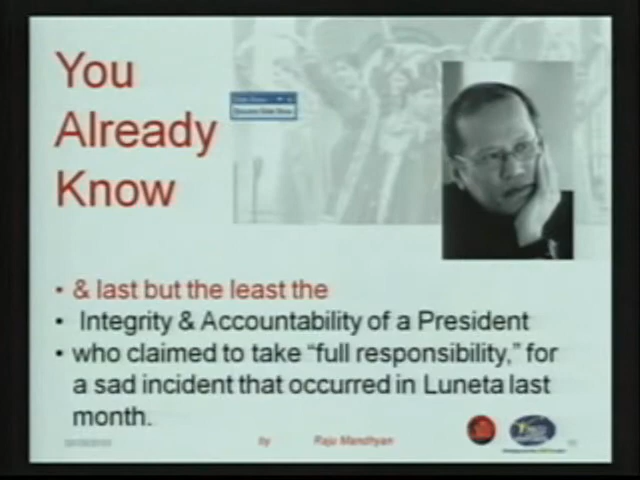 You
Already
Know
• & last but the least the
• Integrity & Accountability of a President
• who claimed to take “full responsibility,” for
a sad incident that occurred in Luneta last
month.
by Raju Mandhyan